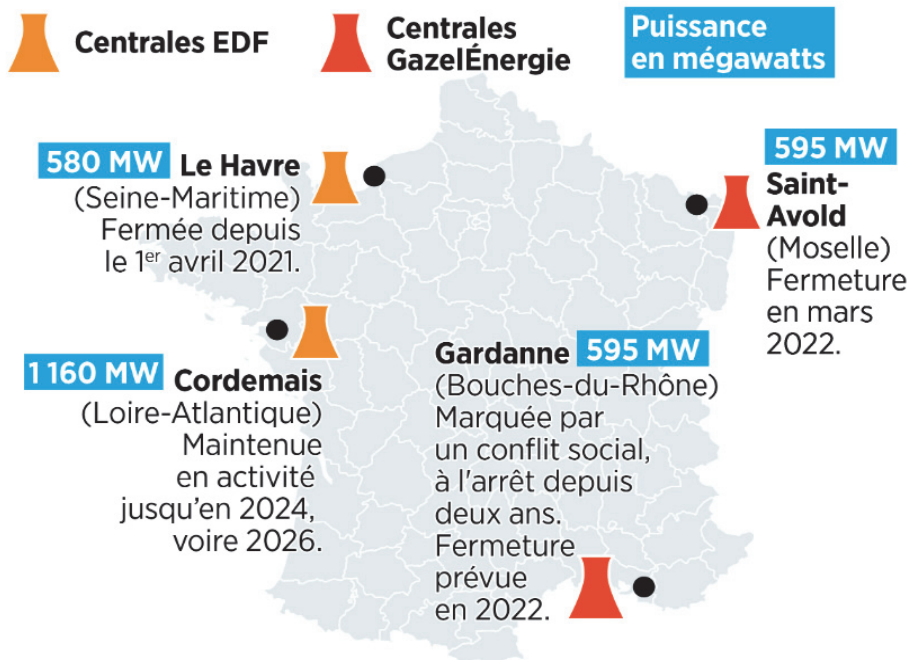 Centrales EDF
Centrales
GazelÉnergie
Puissance
en mégawatts
580 MW Le Havre
(Seine-Maritime)
Fermée depuis
le 1er avril 2021.
595 MW
Saint-
Avold
(Moselle)
Fermeture
en mars
2022.
1 160 MW Cordemais
(Loire-Atlantique)
Maintenue
en activité
jusqu’en 2024,
voire 2026.
Gardanne 595 MW
(Bouches-du-Rhône)
Marquée par
un conflit social,
à l'arrêt depuis
deux ans.
Fermeture
prévue
en 2022.